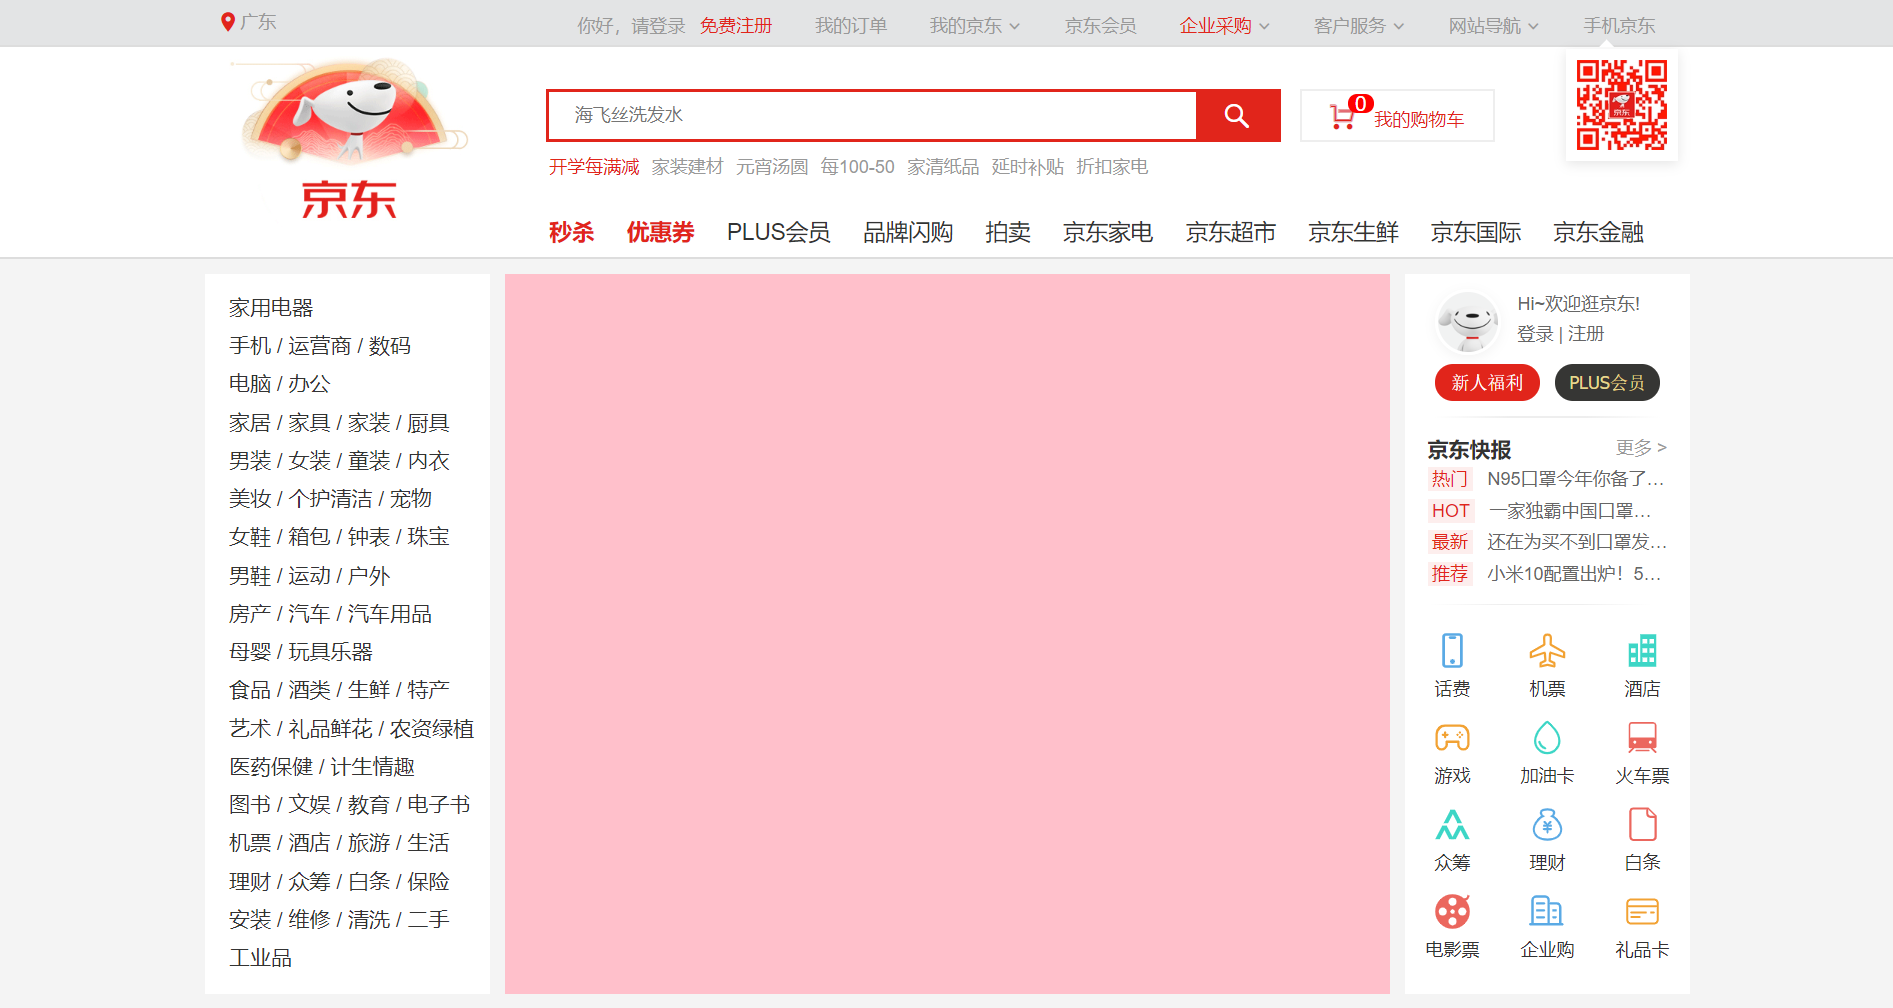 广东
你好，请登录 免费注册 我的订单 我的京东 京东会员 企业采购 客户服务 网站导航 手机京东
京东
海飞丝洗发水
0
我的购物车
京东
开学每满减 家装建材 元宵汤圆 每100-50 家清纸品 延时补贴 折扣家电
秒杀 优惠券 PLUS会员 品牌闪购 拍卖 京东家电 京东超市 京东生鲜 京东国际 京东金融
家用电器
手机 / 运营商 / 数码
电脑 / 办公
家居 / 家具 / 家装 / 厨具
男装 / 女装 / 童装 / 内衣
美妆 / 个护清洁 / 宠物
女鞋 / 箱包 / 钟表 / 珠宝
男鞋 / 运动 / 户外
房产 / 汽车 / 汽车用品
母婴 / 玩具乐器
食品 / 酒类 / 生鲜 / 特产
艺术 / 礼品鲜花 / 农资绿植
医药保健 / 计生情趣
图书 / 文娱 / 教育 / 电子书
机票 / 酒店 / 旅游 / 生活
理财 / 众筹 / 白条 / 保险
安装 / 维修 / 清洗 / 二手
工业品
Hi~欢迎逛京东!
登录 | 注册
新人福利 PLUS会员
京东快报 更多 >
热门 N95口罩今年你备了...
HOT 一家独霸中国口罩...
最新 还在为买不到口罩发...
推荐 小米10配置出炉！5...
话费 机票 酒店
游戏 加油卡 火车票
众筹 理财 白条
电影票 企业购 礼品卡